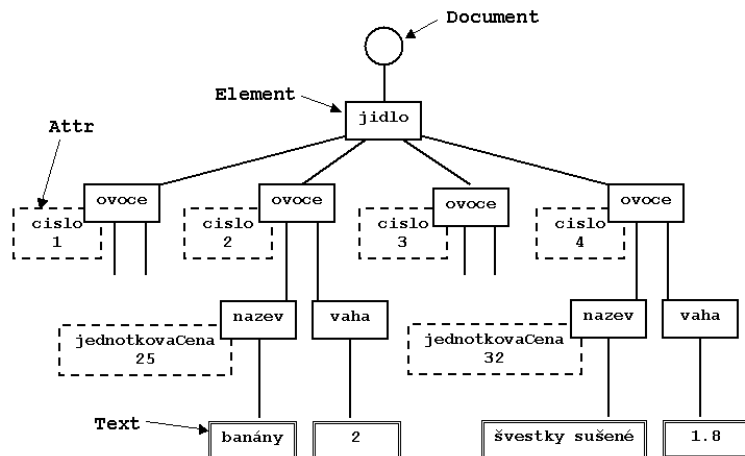 Document
Element
jidlo
Attr
ovoce
ovoce
ovoce
ovoce
cislo
1
cislo
2
cislo
3
cislo
4
nazev
vaha
nazev
vaha
jednotkovaCena
25
jednotkovaCena
32
Text
banány
2
švestky sušené
1.8